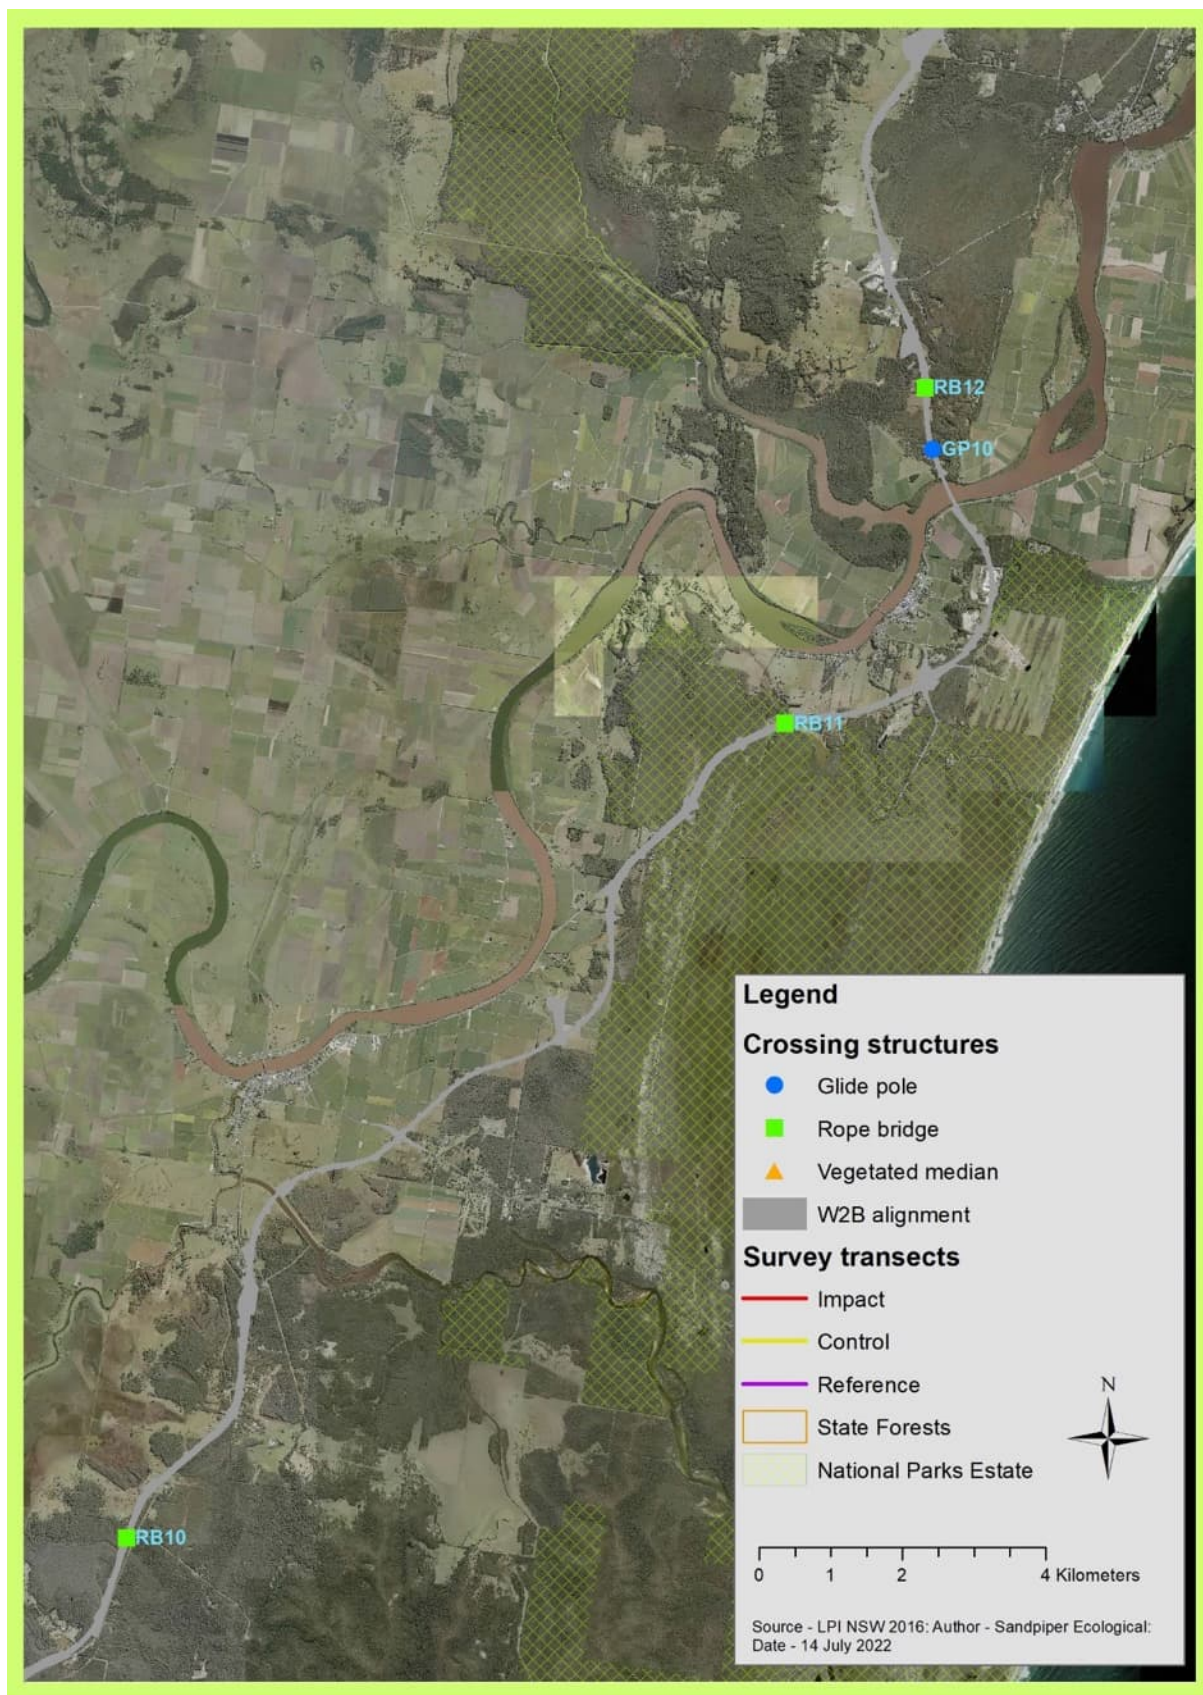 RB12
GP10
RB11
RB10
Legend
Crossing structures
Glide pole
Rope bridge
Vegetated median
W2B alignment
Survey transects
Impact
Control
Reference
State Forests
National Parks Estate
N
0 1 2 4 Kilometers
Source - LPI NSW 2016: Author - Sandpiper Ecological:
Date - 14 July 2022